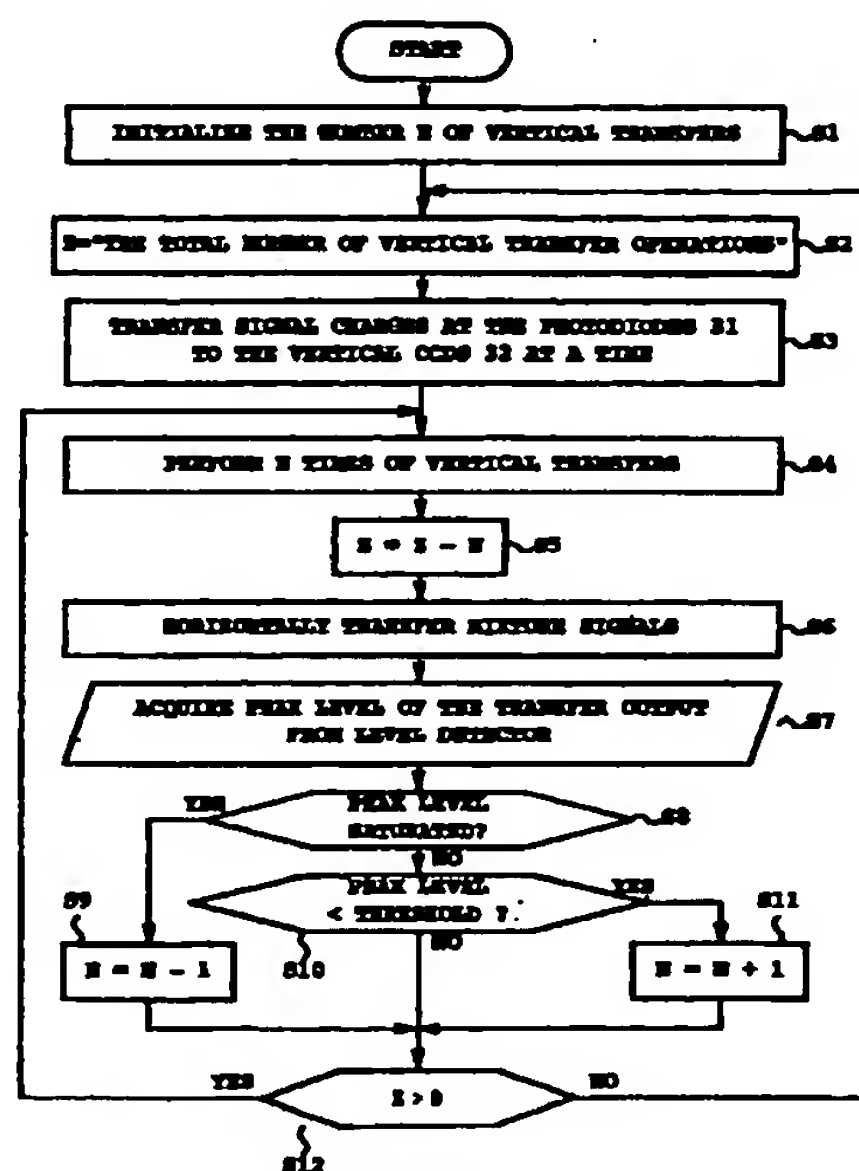 START
INITIALIZE THE NUMBER N OF VERTICAL TRANSFERS
S1
"THE TOTAL NUMBER OF VERTICAL TRANSFER OPERATIONS"
S2
TRANSFER SIGNAL CHARGES AT THE PHOTODIODES 31
TO THE VERTICAL CCDS 32 AT A TIME
S3
PERFORM N TIMES OF VERTICAL TRANSFERS
S4
S5
HORIZONTALLY TRANSFER MIXTURE SIGNALS
S6
ACQUIRE PEAK LEVEL OF THE TRANSFER OUTPUT
FROM LEVEL DETECTOR
S7
YES
PEAK LEVEL
SATURATED?
S8
NO
PEAK LEVEL
< THRESHOLD ?
YES
S9
S11
NO
S10
N = N - 1
N = N + 1
YES
NO
S12